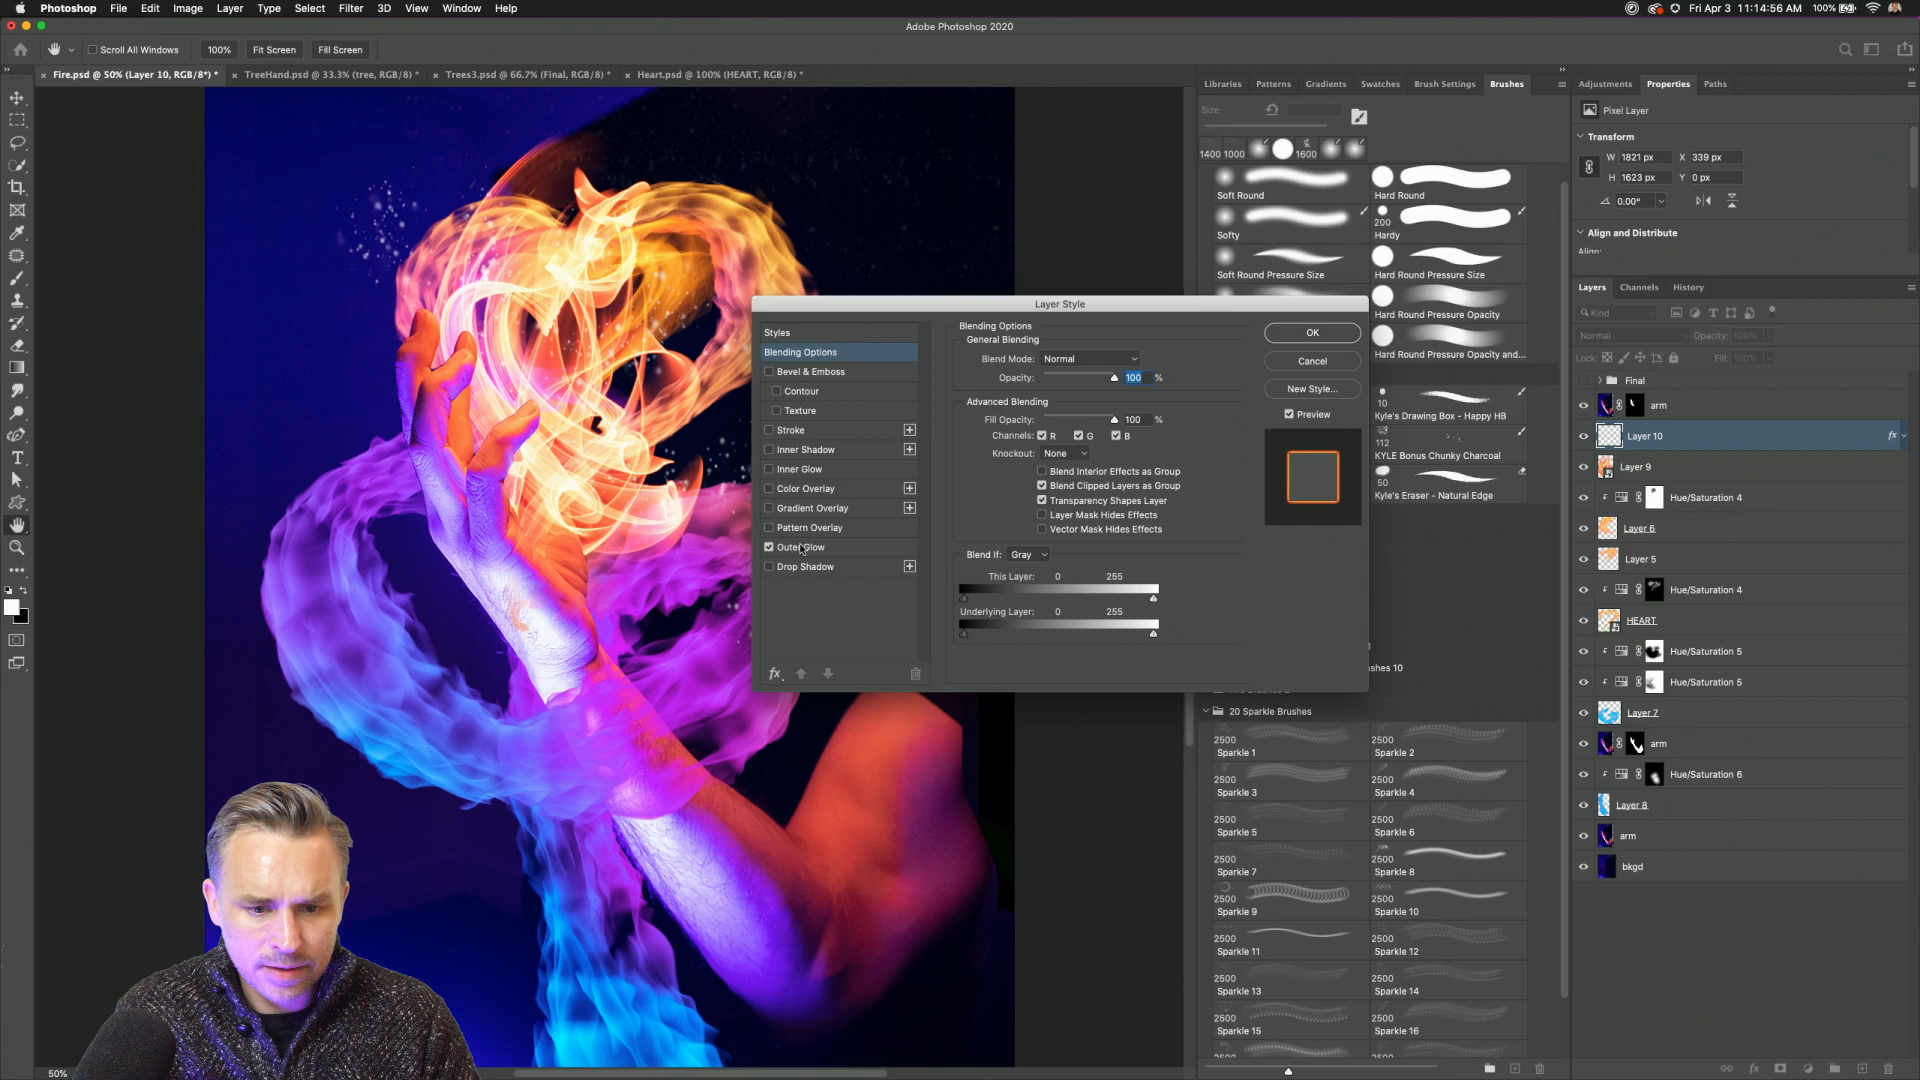 Photoshop File Edit Image Layer Type Select Filter 3D View Window Help
Fri Apr 3 11:14:56 AM 100%
Adobe Photoshop 2020
Scroll All Windows 100% Fit Screen Fill Screen
Fire.psd @ 50% (Layer 10, RGB/8*) *
TreeHand.psd @ 33.3% (tree, RGB/8) *
Trees3.psd @ 66.7% (Final, RGB/8) *
Heart.psd @ 100% (HEART, RGB/8) *
Layer Style
Styles
Blending Options
Bevel & Emboss
Contour
Texture
Stroke
Inner Shadow
Inner Glow
Color Overlay
Gradient Overlay
Pattern Overlay
Drop Shadow
fx
Blending Options
General Blending
Blend Mode: Normal
Opacity: 100 %
Advanced Blending
Fill Opacity: 100 %
Channels: R G B
Knockout: None
Blend Interior Effects as Group
Blend Clipped Layers as Group
Transparency Shapes Layer
Layer Mask Hides Effects
Vector Mask Hides Effects
Blend If: Gray
This Layer: 0 255
Underlying Layer: 0 255
OK
Cancel
New Style...
Preview
Libraries Patterns Gradients Swatches Brush Settings Brushes
Size:
1400 1000 1600
Soft Round
Hard Round
Softy
200
Hardy
Soft Round Pressure Size
Hard Round Pressure Size
Hard Round Pressure Opacity
Hard Round Pressure Opacity and...
10
Kyle's Drawing Box - Happy HB
112
KYLE Bonus Chunky Charcoal
50
Kyle's Eraser - Natural Edge
20 Sparkle Brushes
2500 2500
Sparkle 1 Sparkle 2
2500 2500
Sparkle 3 Sparkle 4
2500 2500
Sparkle 5 Sparkle 6
2500 2500
Sparkle 7 Sparkle 8
2500 2500
Sparkle 9 Sparkle 10
2500 2500
Sparkle 11 Sparkle 12
2500 2500
Sparkle 13 Sparkle 14
2500 2500
Sparkle 15 Sparkle 16
2500 2500
Adjustments Properties Paths
Pixel Layer
Transform
W 1821 px X 339 px
H 1623 px Y 0 px
0.00°
Align and Distribute
Align:
Layers Channels History
Kind
Normal Opacity: 100%
Lock: Fill: 100%
Final
arm
Layer 10 fx
Layer 9
Hue/Saturation 4
Layer 6
Layer 5
Hue/Saturation 4
HEART
Hue/Saturation 5
Hue/Saturation 5
Layer 7
arm
Hue/Saturation 6
Layer 8
arm
bkgd
50%
fx